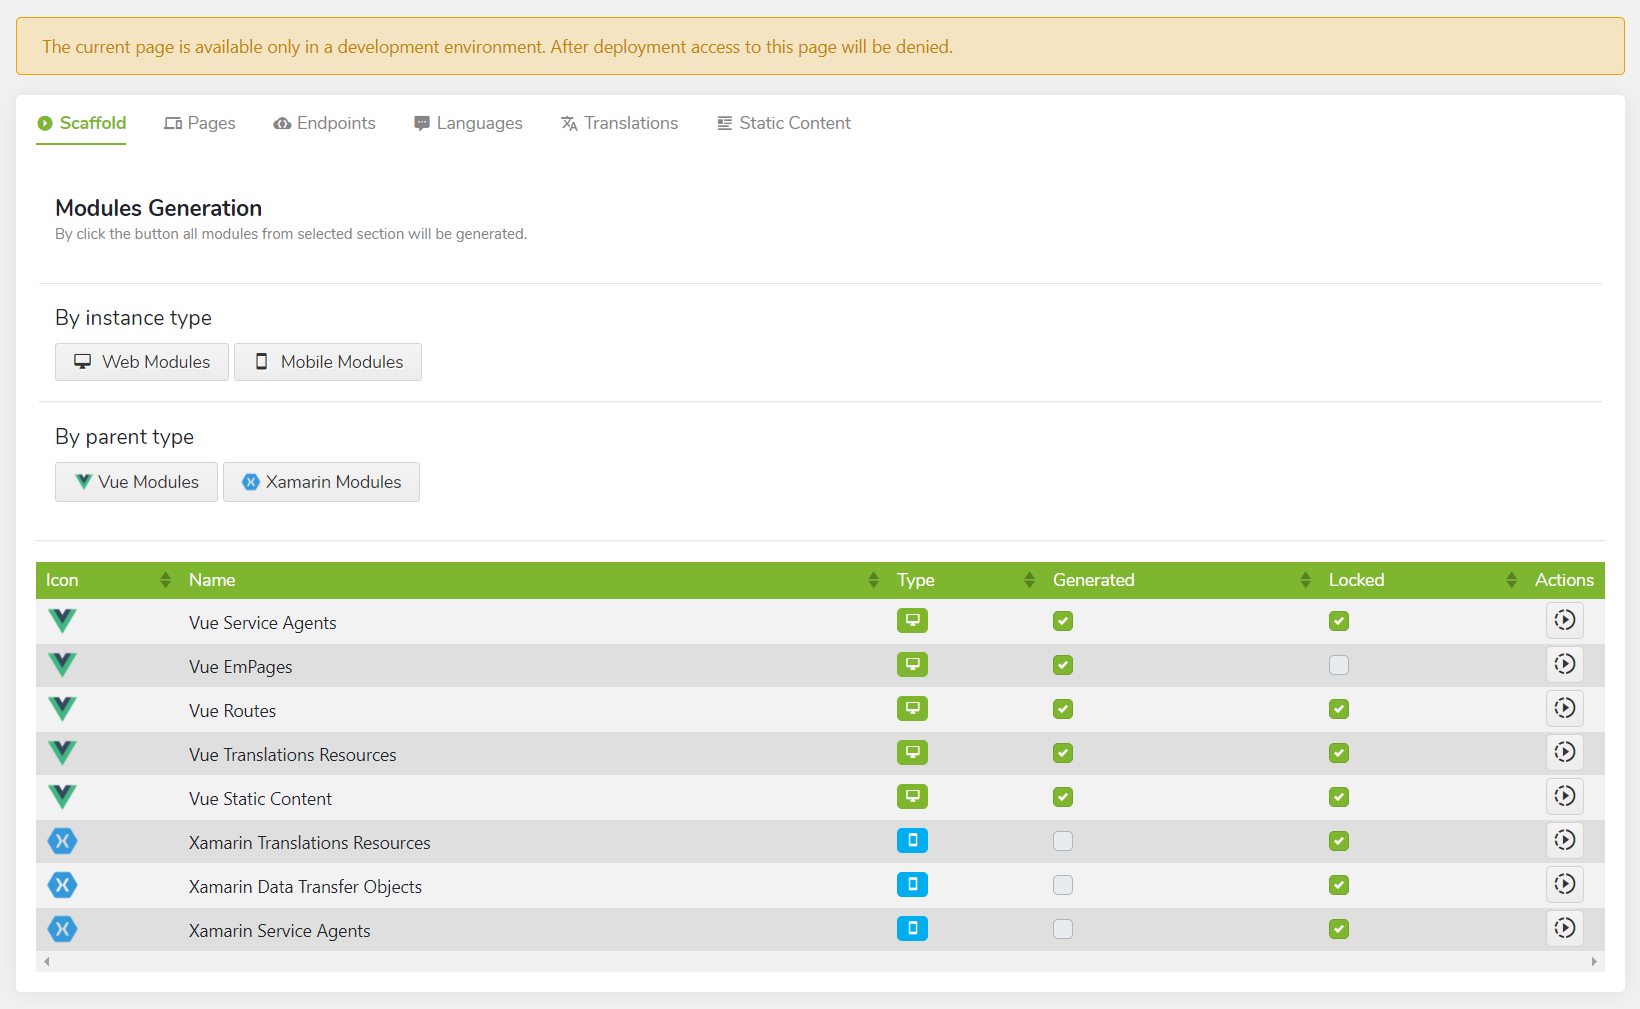 The current page is available only in a development environment. After deployment access to this page will be denied.
Scaffold Pages Endpoints Languages Translations Static Content
Modules Generation
By click the button all modules from selected section will be generated.
By instance type
Web Modules Mobile Modules
By parent type
Vue Modules Xamarin Modules
Icon Name Type Generated Locked Actions
Vue Service Agents
Vue EmPages
Vue Routes
Vue Translations Resources
Vue Static Content
Xamarin Translations Resources
Xamarin Data Transfer Objects
Xamarin Service Agents